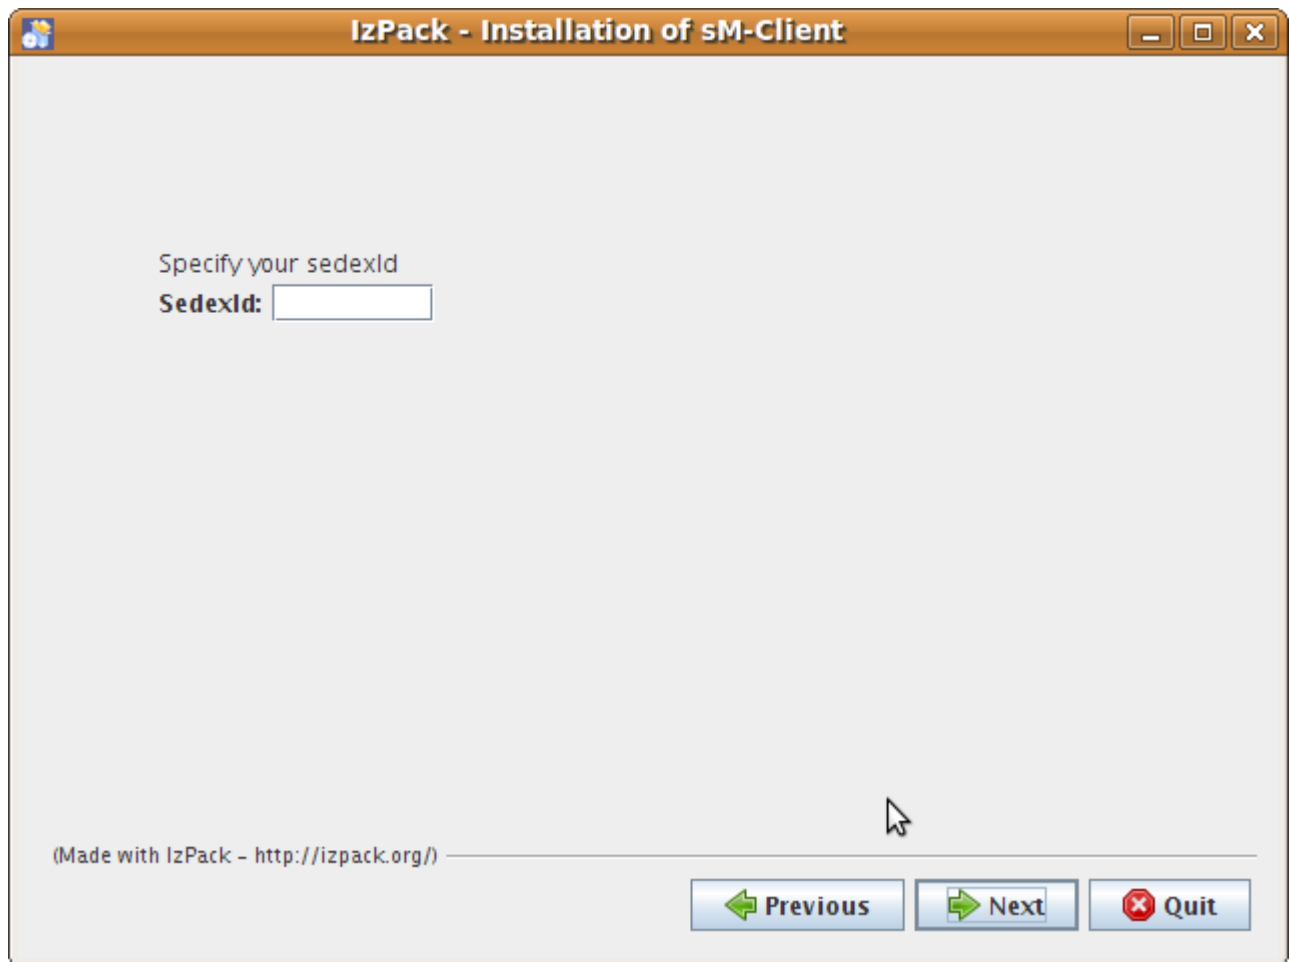 IzPack - Installation of sM-Client
Specify your sedexId
SedexId:
(Made with IzPack - http://izpack.org/)
Previous Next Quit